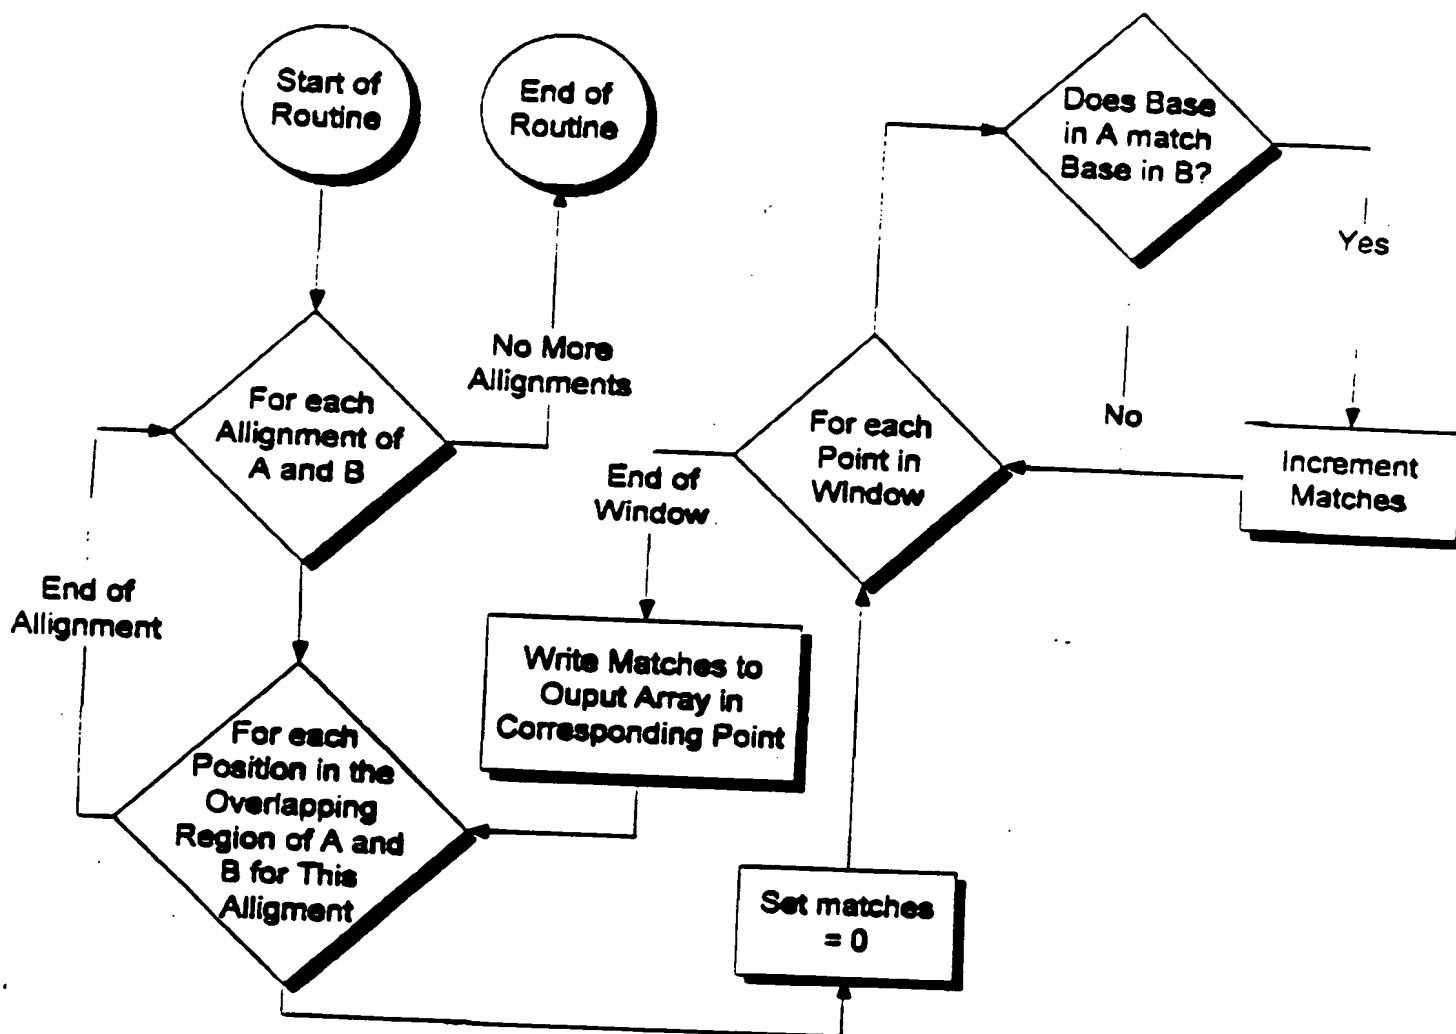 Start of
Routine
End of
Routine
Does Base
in A match
Base in B?
Yes
No More
Allignments
For each
Allignment of
A and B
For each
Point in
Window
No
Increment
Matches
End of
Window
End of
Allignment
Write Matches to
Ouput Array in
Corresponding Point
For each
Position in the
Overlapping
Region of A and
B for This
Alligment
Set matches
= 0